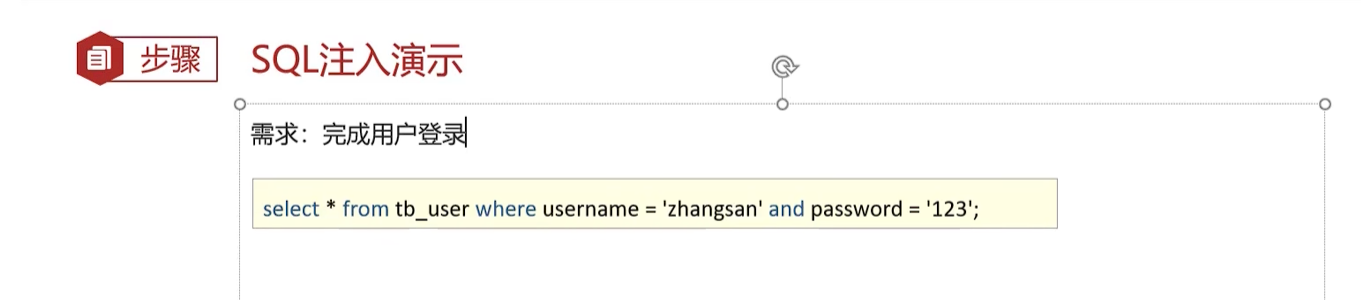 步骤 SQL注入演示
需求：完成用户登录
select * from tb_user where username = 'zhangsan' and password = '123';